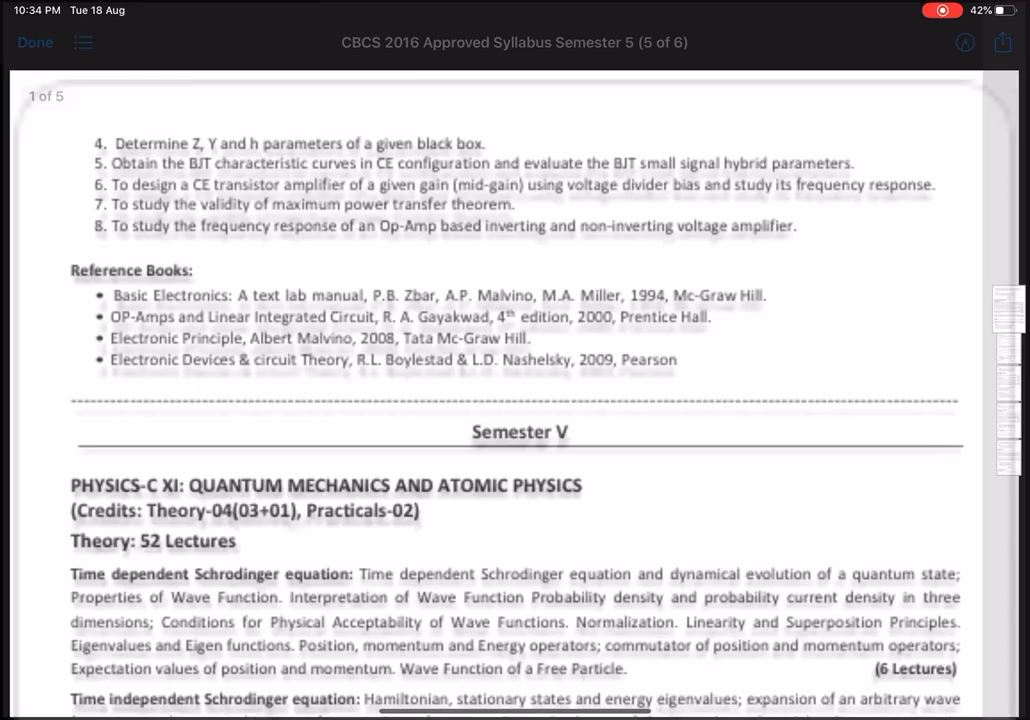 10:34 PM Tue 18 Aug 42%
Done CBCS 2016 Approved Syllabus Semester 5 (5 of 6)
1 of 5
4. Determine Z, Y and h parameters of a given black box.
5. Obtain the BJT characteristic curves in CE configuration and evaluate the BJT small signal hybrid parameters.
6. To design a CE transistor amplifier of a given gain (mid-gain) using voltage divider bias and study its frequency response.
7. To study the validity of maximum power transfer theorem.
8. To study the frequency response of an Op-Amp based inverting and non-inverting voltage amplifier.
Reference Books:
• Basic Electronics: A text lab manual, P.B. Zbar, A.P. Malvino, M.A. Miller, 1994, Mc-Graw Hill.
• OP-Amps and Linear Integrated Circuit, R. A. Gayakwad, 4th edition, 2000, Prentice Hall.
• Electronic Principle, Albert Malvino, 2008, Tata Mc-Graw Hill.
• Electronic Devices & circuit Theory, R.L. Boylestad & L.D. Nashelsky, 2009, Pearson
Semester V
PHYSICS-C XI: QUANTUM MECHANICS AND ATOMIC PHYSICS
(Credits: Theory-04(03+01), Practicals-02)
Theory: 52 Lectures
Time dependent Schrodinger equation: Time dependent Schrodinger equation and dynamical evolution of a quantum state;
Properties of Wave Function. Interpretation of Wave Function Probability density and probability current density in three
dimensions; Conditions for Physical Acceptability of Wave Functions. Normalization. Linearity and Superposition Principles.
Eigenvalues and Eigen functions. Position, momentum and Energy operators; commutator of position and momentum operators;
Expectation values of position and momentum. Wave Function of a Free Particle. (6 Lectures)
Time independent Schrodinger equation: Hamiltonian, stationary states and energy eigenvalues; expansion of an arbitrary wave